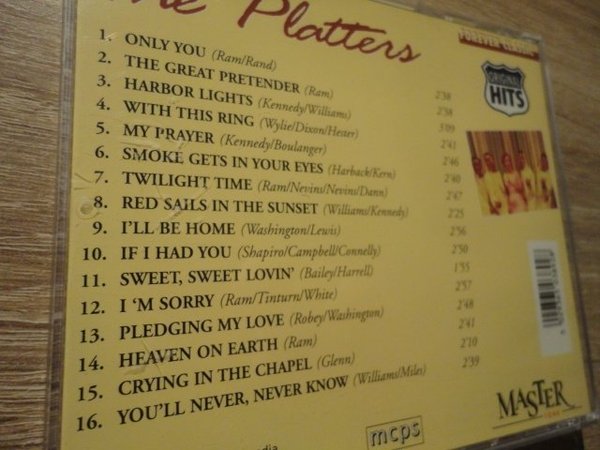 The Platters
FOREVER CLASSIC
ORIGINAL
HITS
1. ONLY YOU (Ram/Rand) 2'38
2. THE GREAT PRETENDER (Ram) 2'38
3. HARBOR LIGHTS (Kennedy/Williams) 3'09
4. WITH THIS RING (Wylie/Dixon/Hester) 2'41
5. MY PRAYER (Kennedy/Boulanger) 2'46
6. SMOKE GETS IN YOUR EYES (Harback/Kern) 2'40
7. TWILIGHT TIME (Ram/Nevins/Nevins/Dunn) 2'47
8. RED SAILS IN THE SUNSET (Williams/Kennedy) 2'25
9. I'LL BE HOME (Washington/Lewis) 2'56
10. IF I HAD YOU (Shapiro/Campbell/Connelly) 2'50
11. SWEET, SWEET LOVIN' (Bailey/Harrell) 1'55
12. I 'M SORRY (Ram/Tinturn/White) 2'57
13. PLEDGING MY LOVE (Robey/Washington) 2'48
14. HEAVEN ON EARTH (Ram) 2'41
15. CRYING IN THE CHAPEL (Glenn) 2'10
16. YOU'LL NEVER, NEVER KNOW (Williams/Miles) 2'39
mcps
MASTER